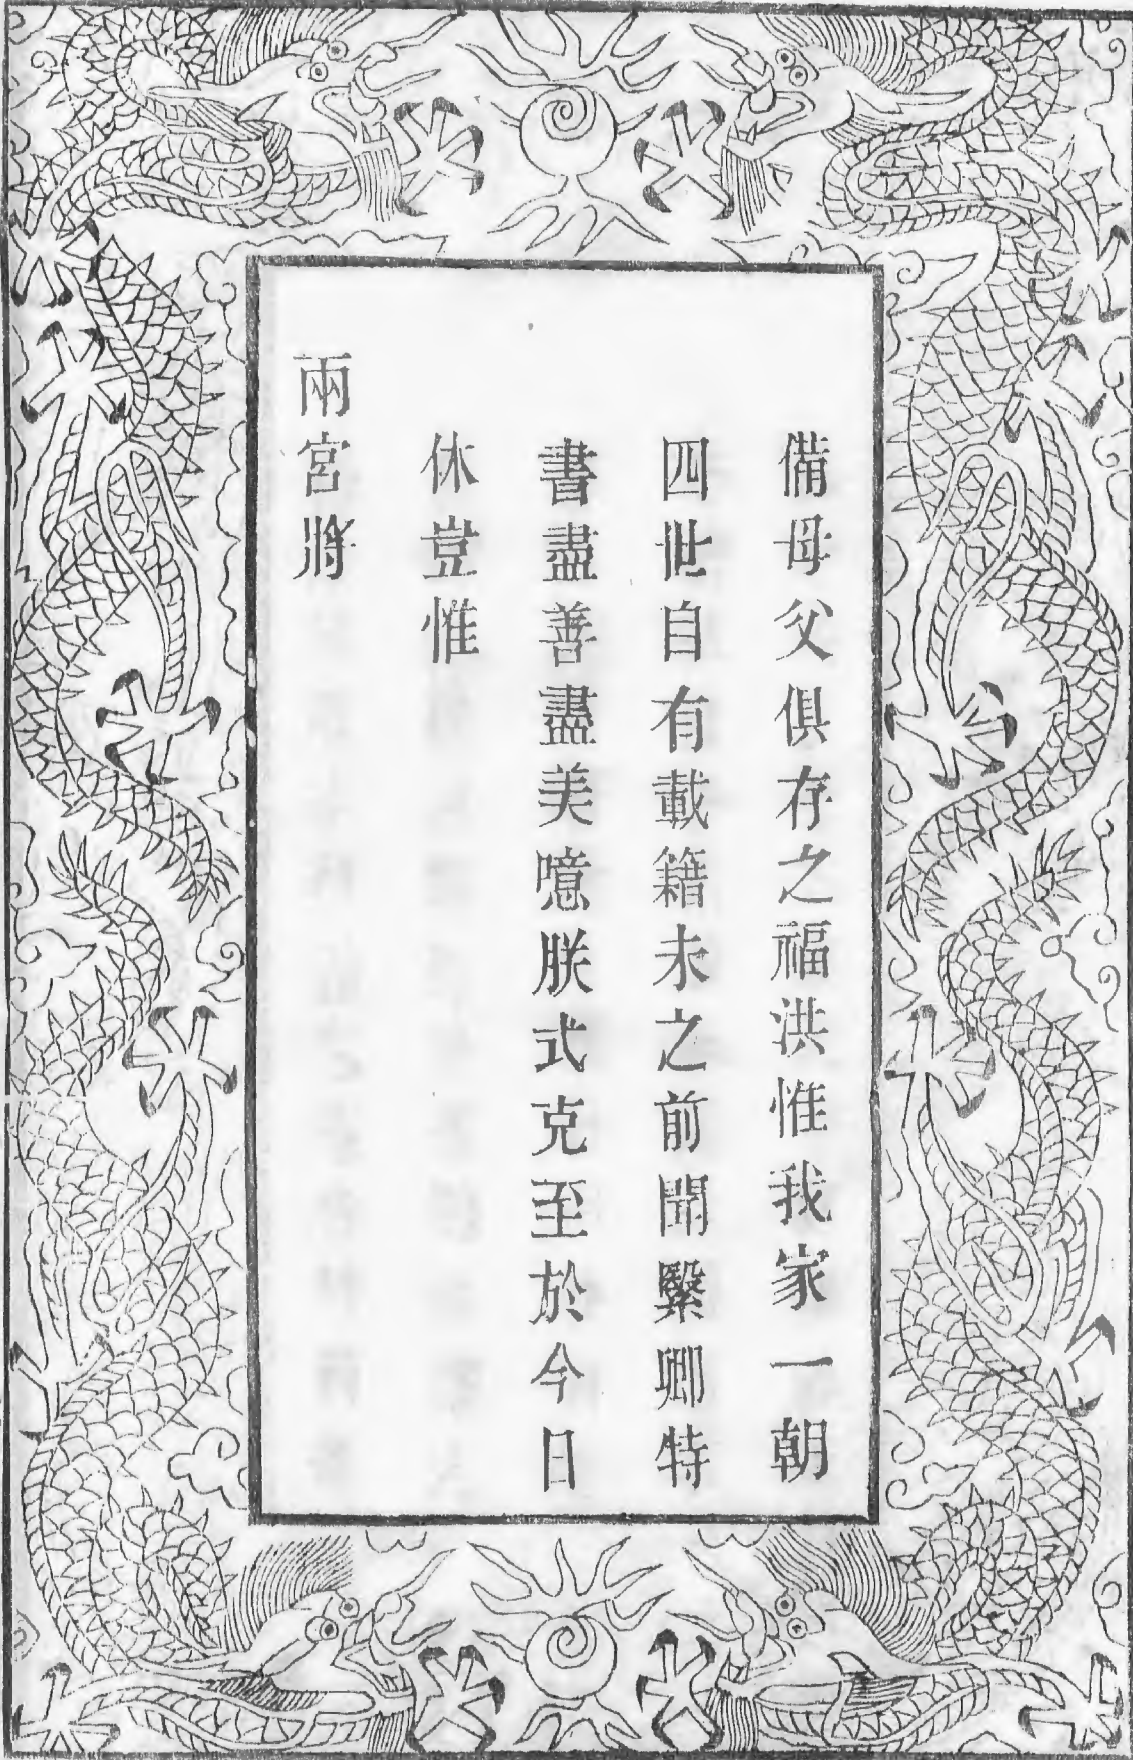 備母父俱存之福洪惟我家一朝
四世自有載籍未之前聞繄卿特
書盡善盡美噫朕式克至於今日
休豈惟
兩宮將